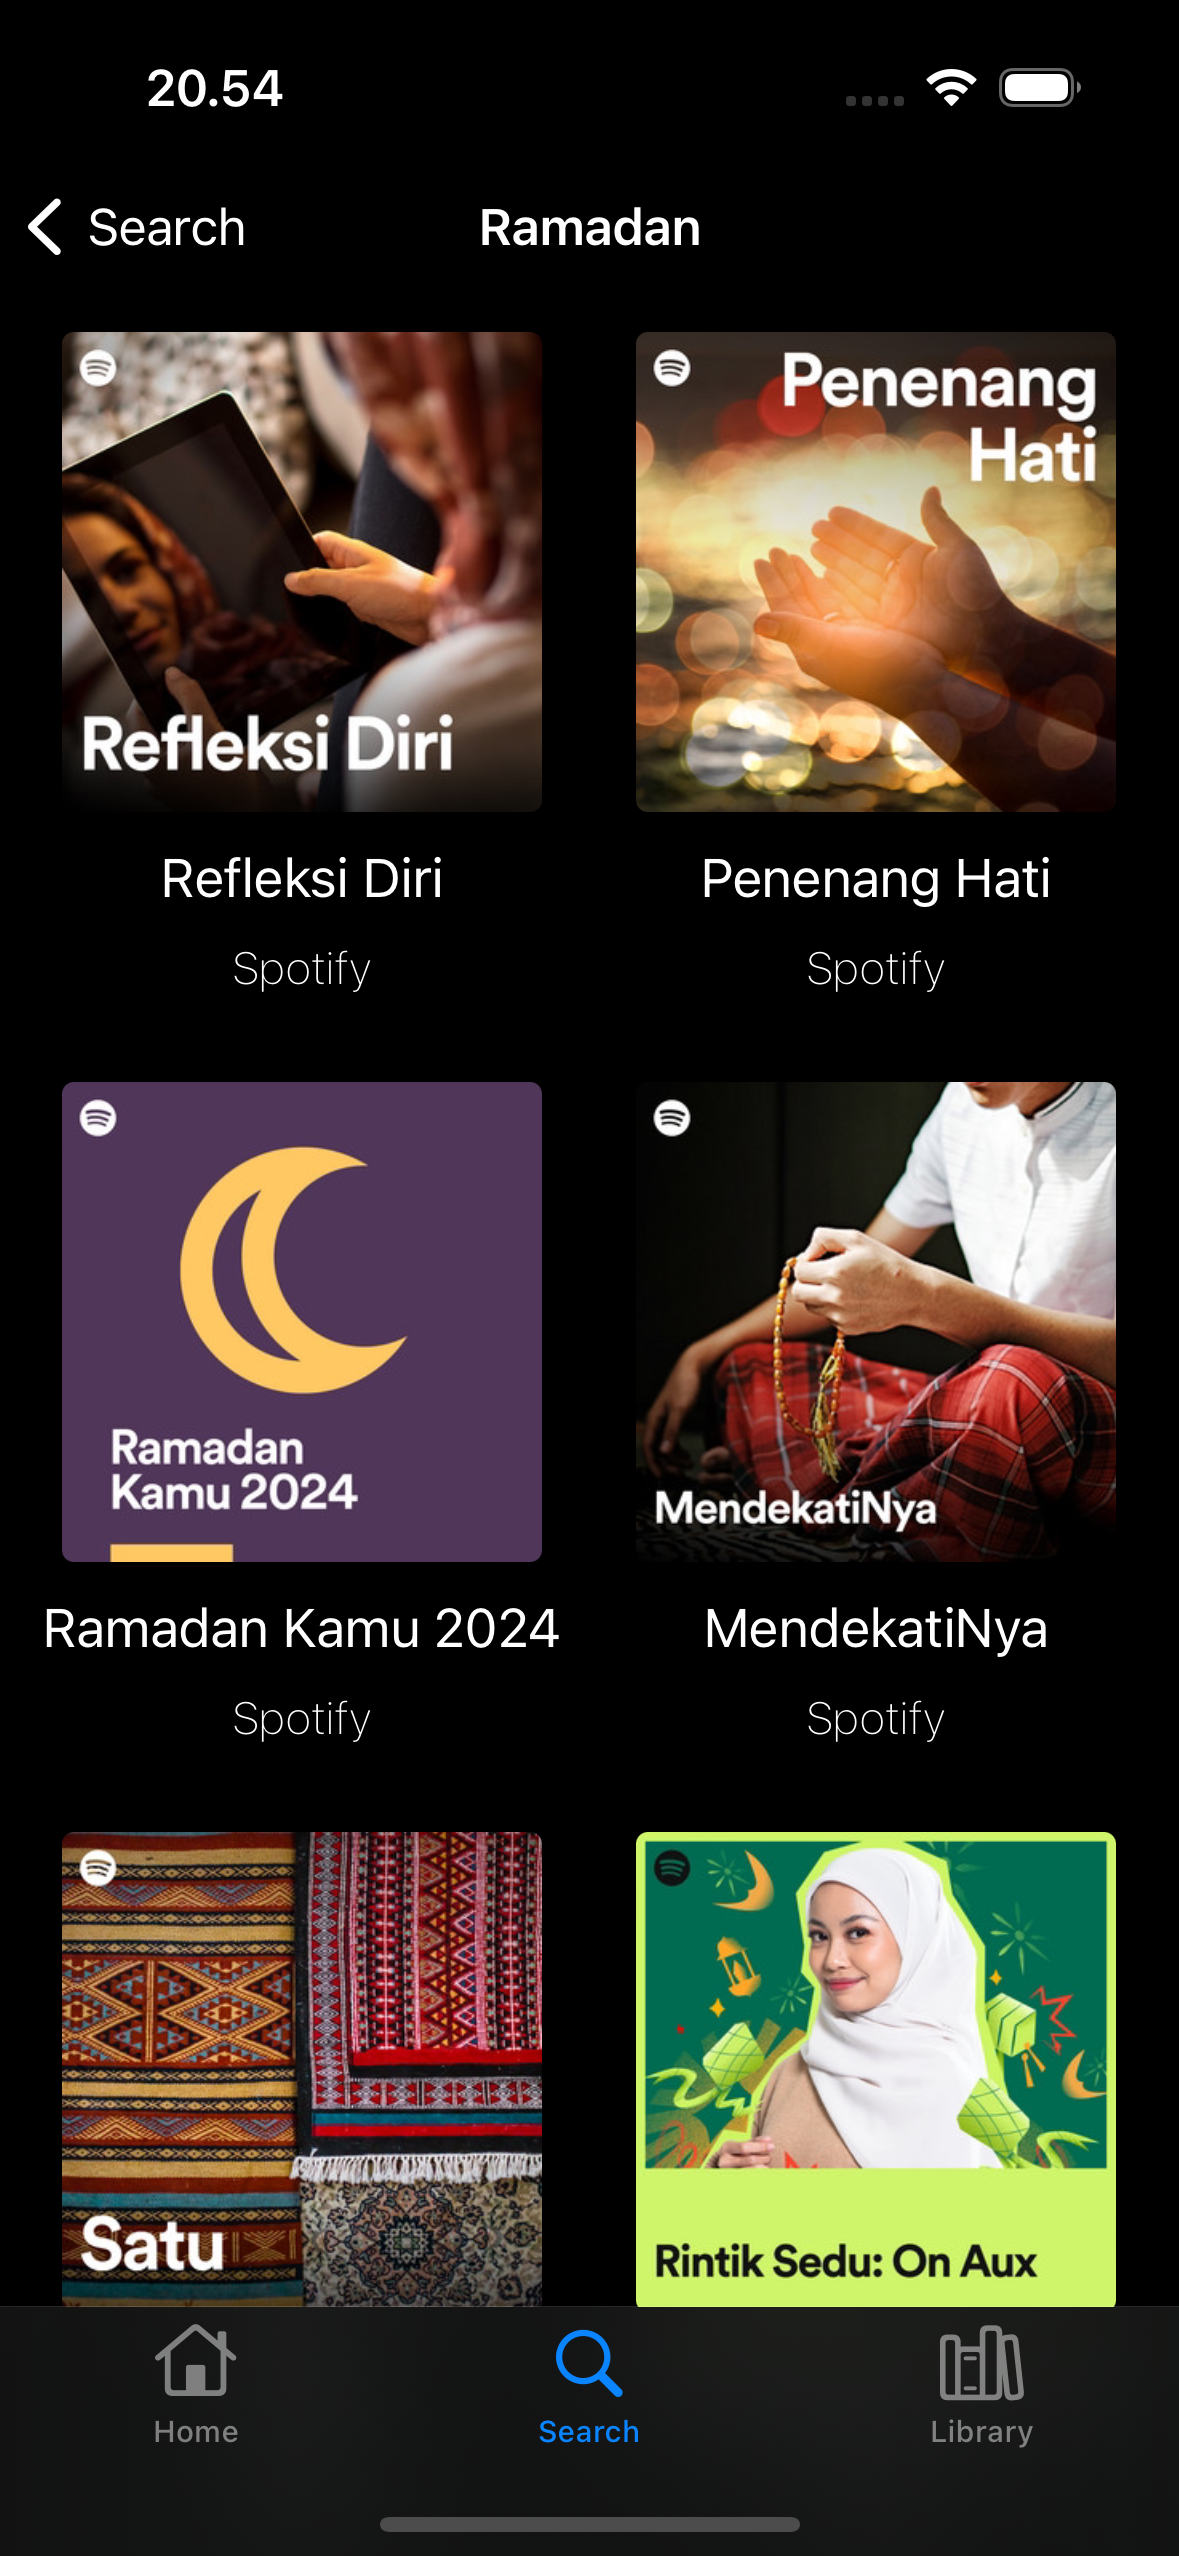 20.54
Search
Ramadan
Refleksi Diri
Penenang
Hati
Refleksi Diri
Penenang Hati
Spotify
Spotify
Ramadan
Kamu 2024
MendekatiNya
Ramadan Kamu 2024
MendekatiNya
Spotify
Spotify
Satu
Rintik Sedu: On Aux
Home
Search
Library